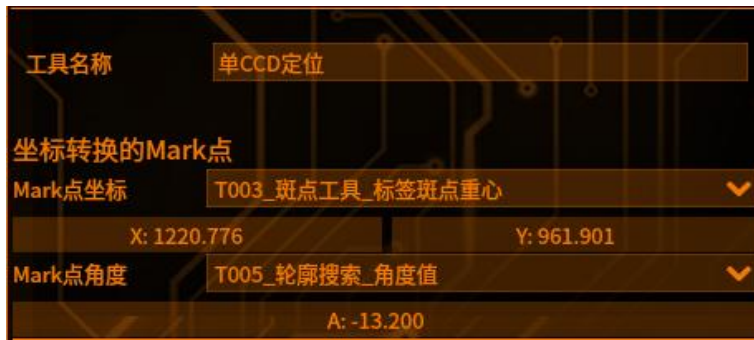 工具名称 单CCD定位
坐标转换的Mark点
Mark点坐标 T003_斑点工具_标签斑点重心
X: 1220.776 Y: 961.901
Mark点角度 T005_轮廓搜索_角度值
A: -13.200